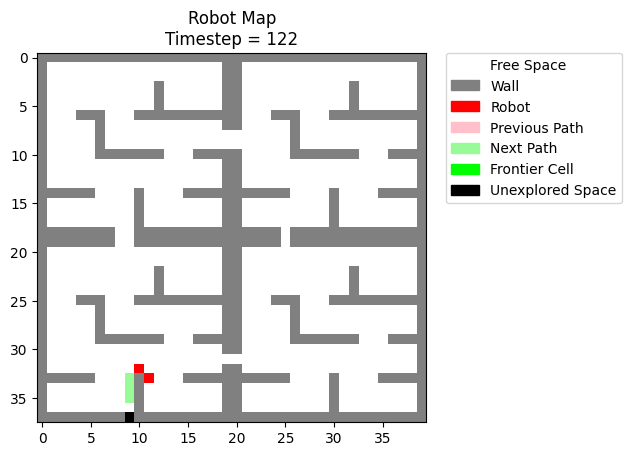 Robot Map
Timestep = 122
Free Space
Wall
Robot
Previous Path
Next Path
Frontier Cell
Unexplored Space
0
5
10
15
20
25
30
35
0
5
10
15
20
25
30
35